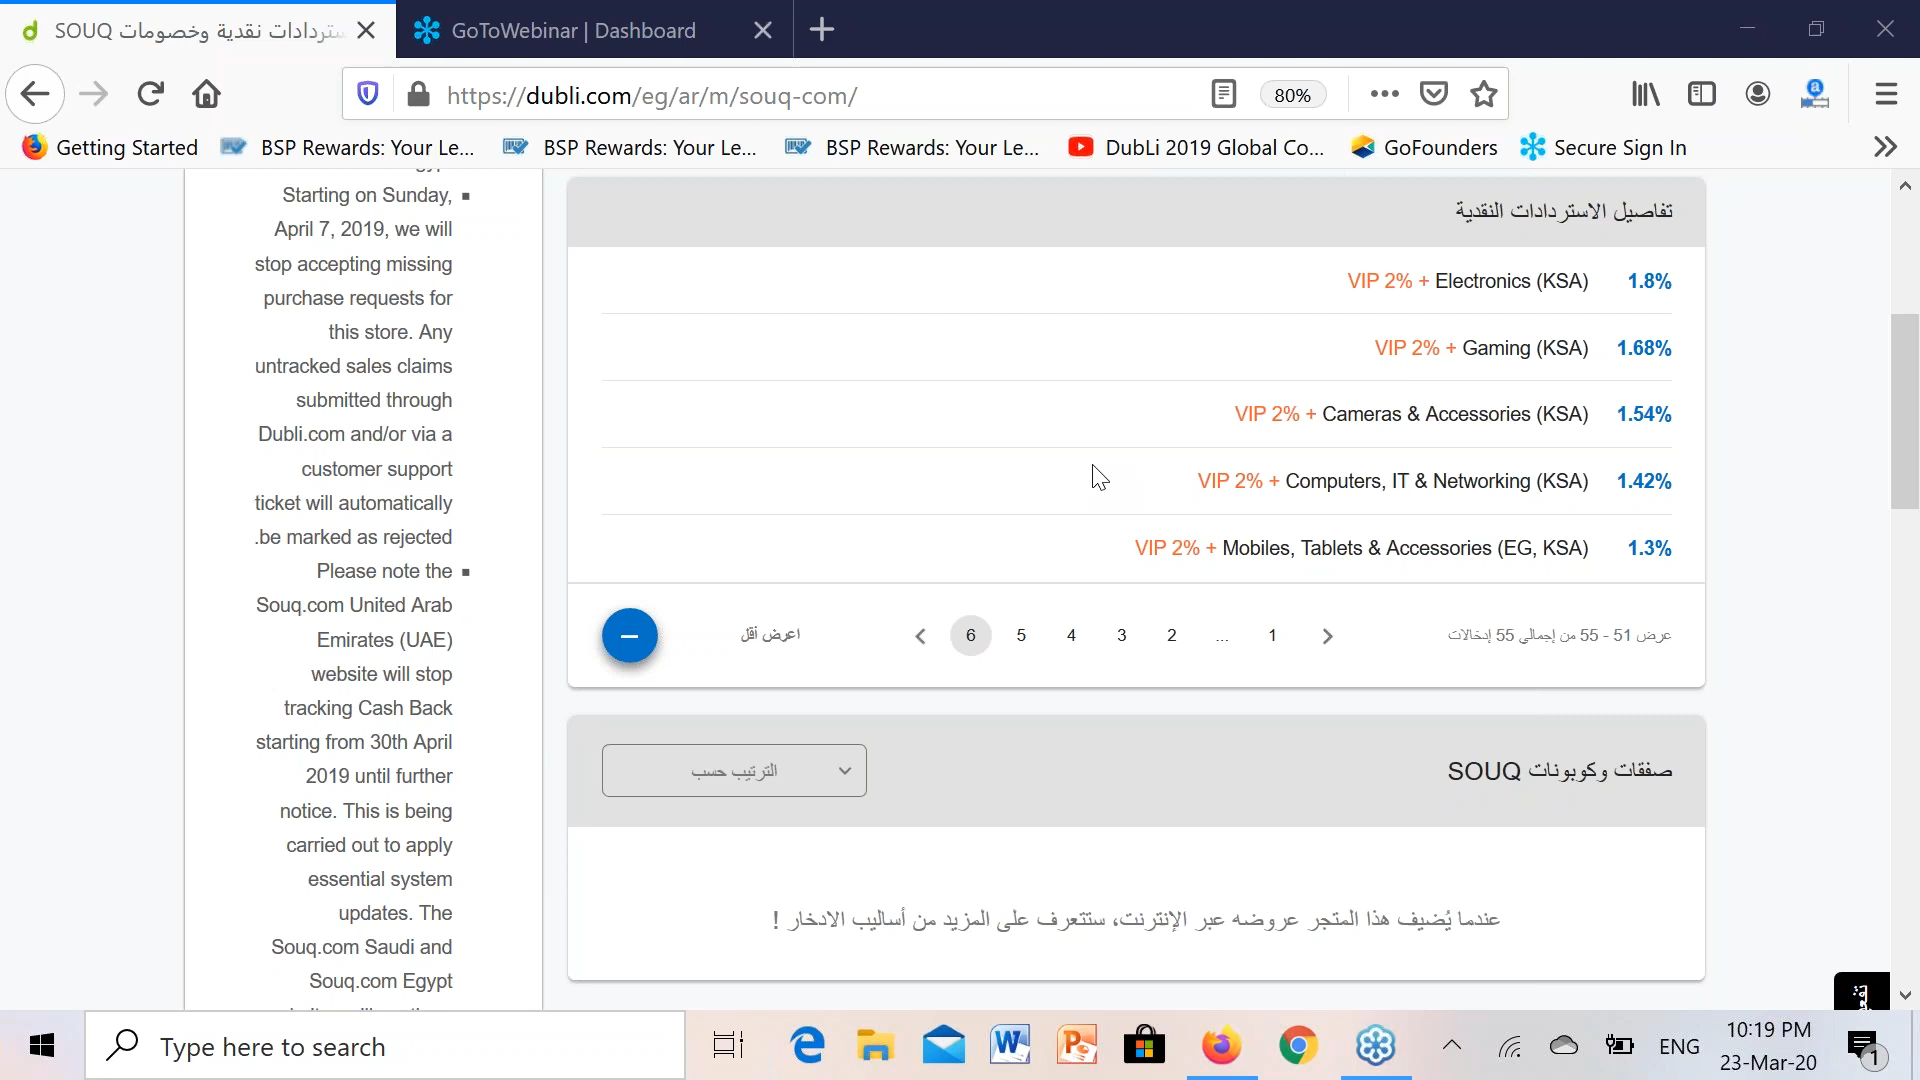 SOUQ استردادات نقدية وخصومات
GoToWebinar | Dashboard
https://dubli.com/eg/ar/m/souq-com/
80%
Getting Started
BSP Rewards: Your Le...
BSP Rewards: Your Le...
BSP Rewards: Your Le...
DubLi 2019 Global Co...
GoFounders
Secure Sign In
Starting on Sunday,
April 7, 2019, we will
stop accepting missing
purchase requests for
this store. Any
untracked sales claims
submitted through
Dubli.com and/or via a
customer support
ticket will automatically
.be marked as rejected
Please note the
Souq.com United Arab
Emirates (UAE)
website will stop
tracking Cash Back
starting from 30th April
2019 until further
notice. This is being
carried out to apply
essential system
updates. The
Souq.com Saudi and
Souq.com Egypt
تفاصيل الاستردادات النقدية
VIP 2% + Electronics (KSA) 1.8%
VIP 2% + Gaming (KSA) 1.68%
VIP 2% + Cameras & Accessories (KSA) 1.54%
VIP 2% + Computers, IT & Networking (KSA) 1.42%
VIP 2% + Mobiles, Tablets & Accessories (EG, KSA) 1.3%
عرض 51 - 55 من إجمالي 55 إدخالات
6 5 4 3 2 ... 1
اعرض أقل
صفقات وكوبونات SOUQ
الترتيب حسب
عندما يُضيف هذا المتجر عروضه عبر الإنترنت، ستتعرف على المزيد من أساليب الادخار !
Type here to search
ENG
10:19 PM
23-Mar-20
1